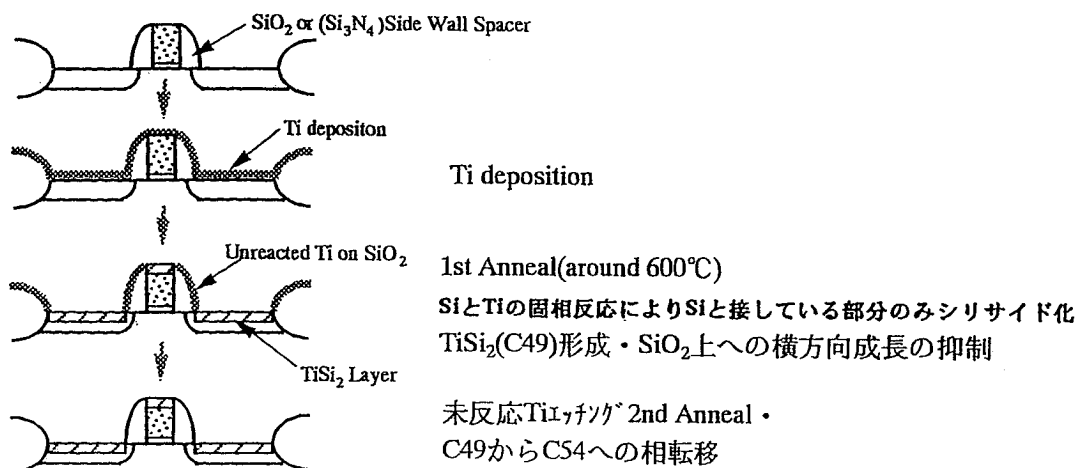 SiO₂ or (Si₃N₄)Side Wall Spacer
Ti depositon
Ti deposition
Unreacted Ti on SiO₂
1st Anneal(around 600℃)
SiとTiの固相反応によりSiと接している部分のみシリサイド化
TiSi₂(C49)形成・SiO₂上への横方向成長の抑制
TiSi₂ Layer
未反応Tiｴｯﾁﾝｸﾞ 2nd Anneal・
C49からC54への相転移